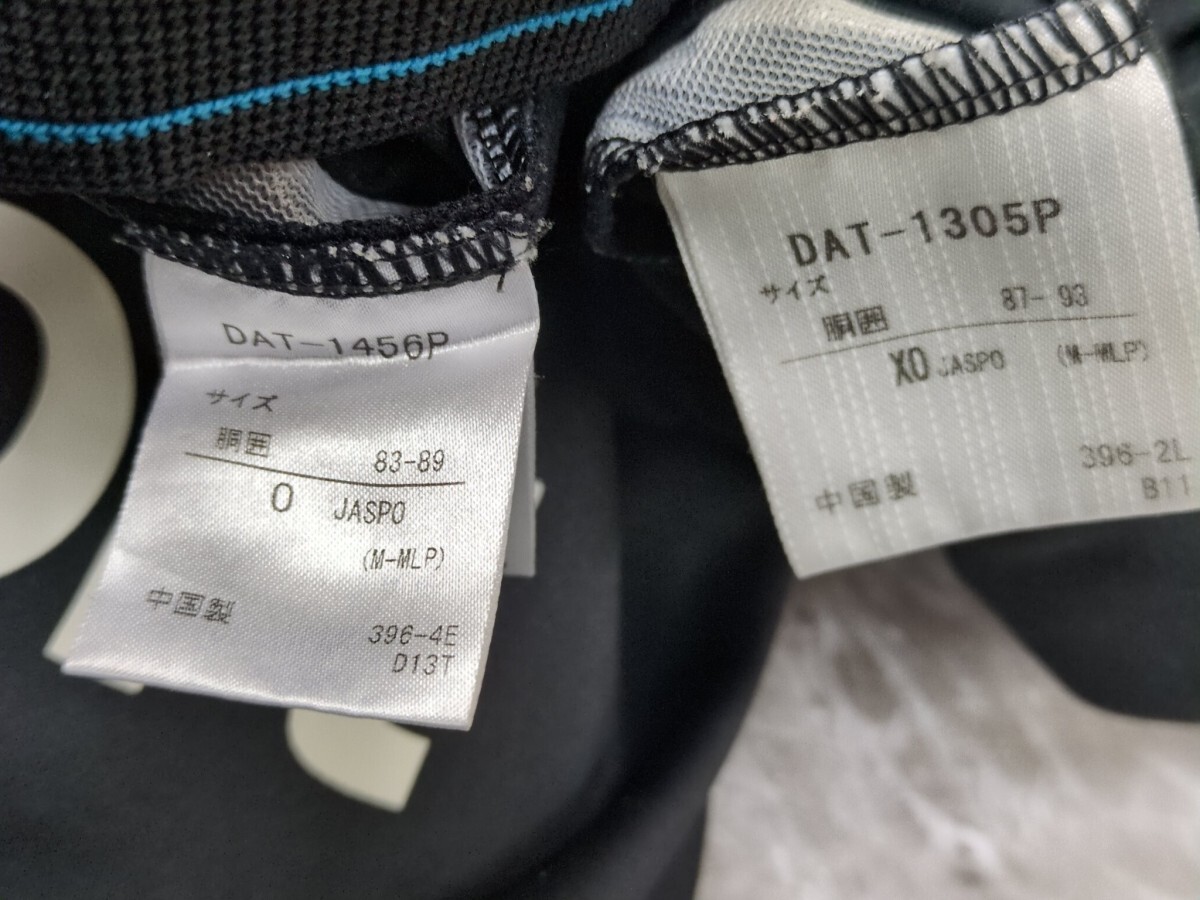 DAT-1456P
サイズ
胴囲 83-89
O JASPO
(M-MLP)
中国製
396-4E
D13T
DAT-1305P
サイズ
胴囲 87-93
XO JASPO (M-MLP)
396-2L
中国製
B11